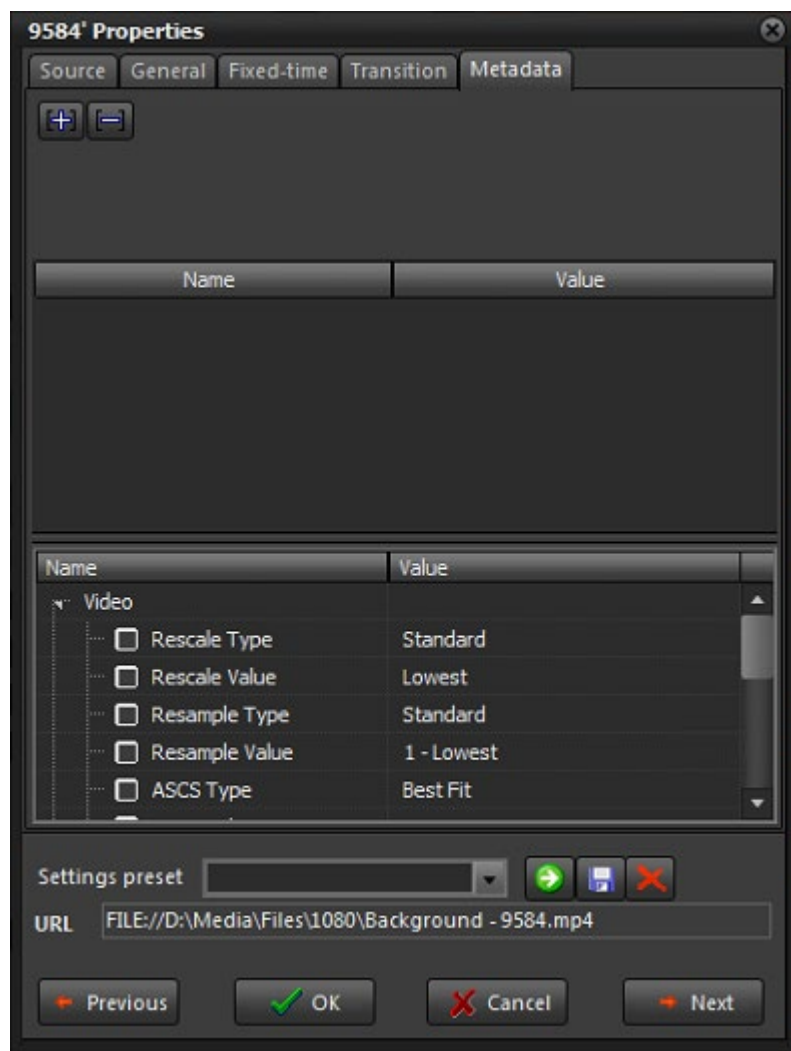 9584' Properties
Source General Fixed-time Transition Metadata
Name Value
Name Value
Video
Rescale Type Standard
Rescale Value Lowest
Resample Type Standard
Resample Value 1 - Lowest
ASCS Type Best Fit
Settings preset
URL FILE://D:\Media\Files\1080\Background - 9584.mp4
Previous OK Cancel Next